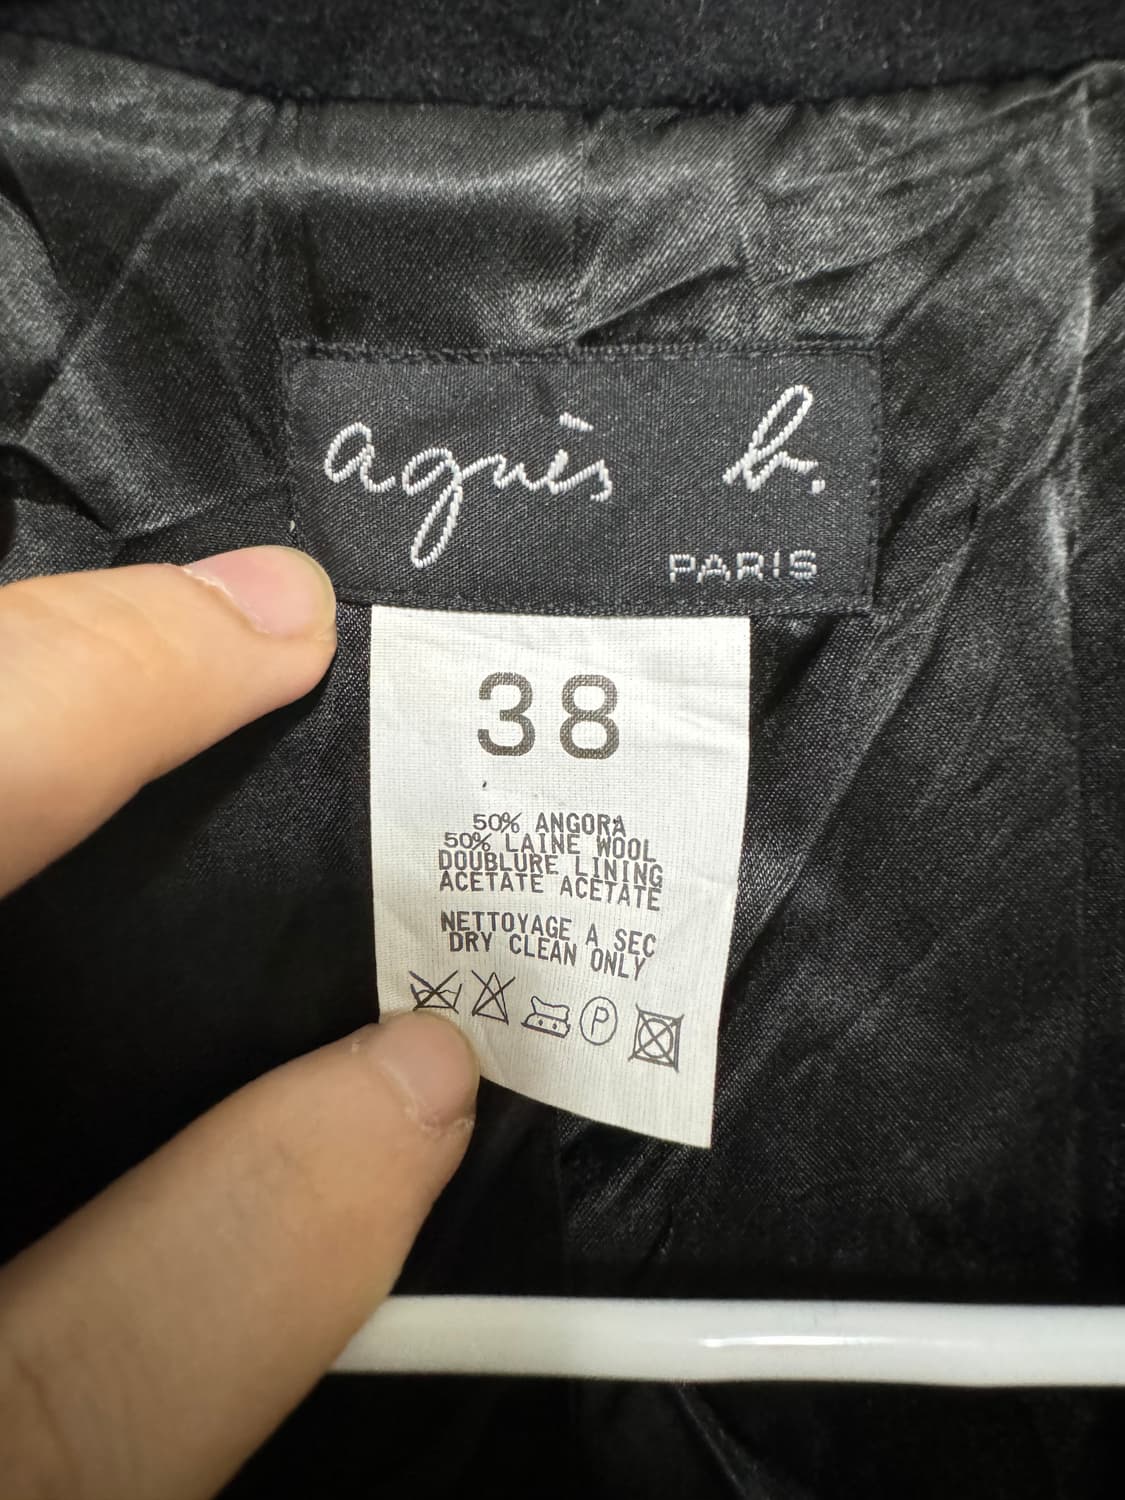 agnès b.
PARIS
38
50% ANGORA
50% LAINE WOOL
DOUBLURE LINING
ACETATE ACETATE
NETTOYAGE A SEC
DRY CLEAN ONLY
P